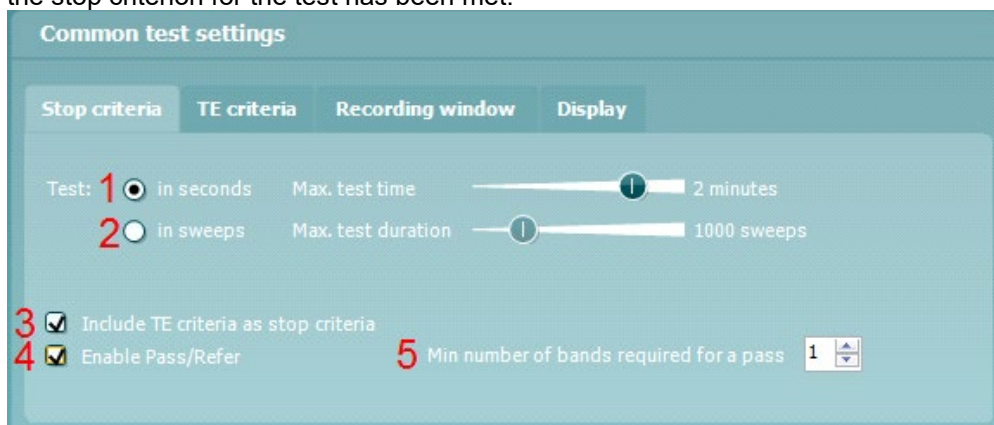 the stop criterion for the test has been met.
Common test settings
Stop criteria TE criteria Recording window Display
Test: 1 in seconds Max. test time 2 minutes
2 in sweeps Max. test duration 1000 sweeps
3 Include TE criteria as stop criteria
4 Enable Pass/Refer 5 Min number of bands required for a pass 1